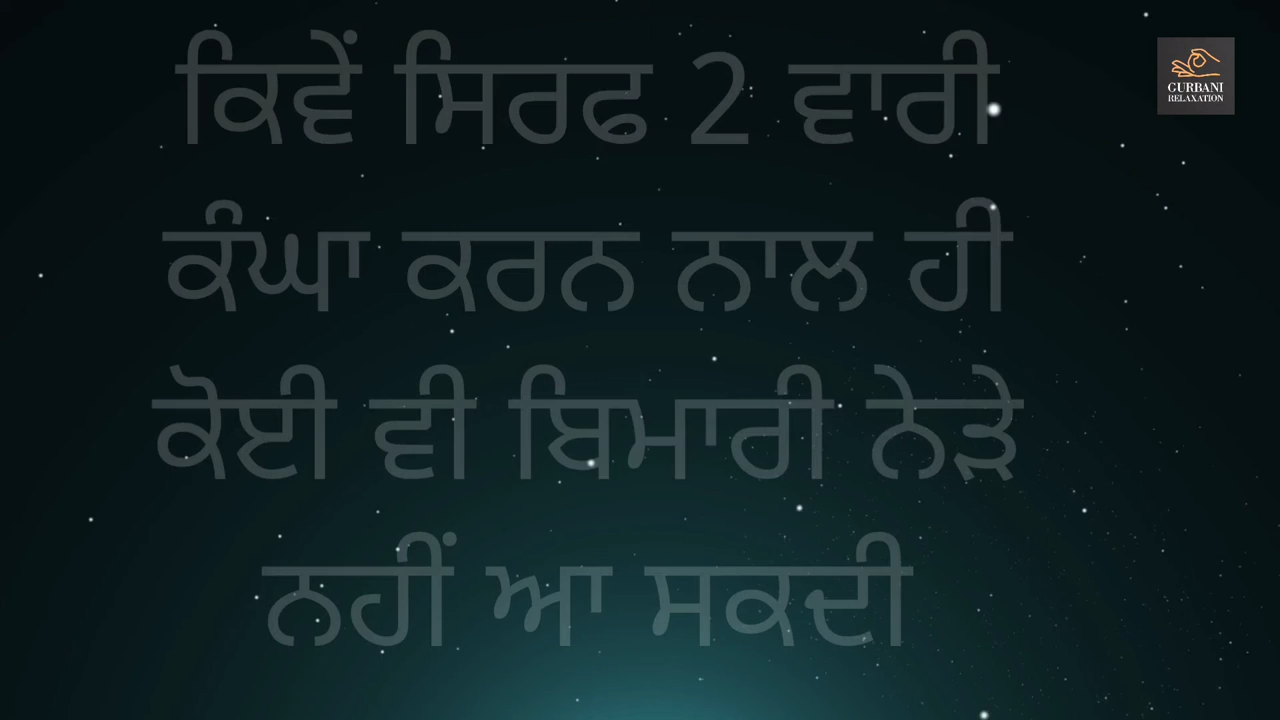 ਕਿਵੇਂ ਸਿਰਫ 2 ਵਾਰੀ
ਕੰਘਾ ਕਰਨ ਨਾਲ ਹੀ
ਕੋਈ ਵੀ ਬਿਮਾਰੀ ਨੇੜੇ
ਨਹੀਂ ਆ ਸਕਦੀ
GURBANI
RELAXATION